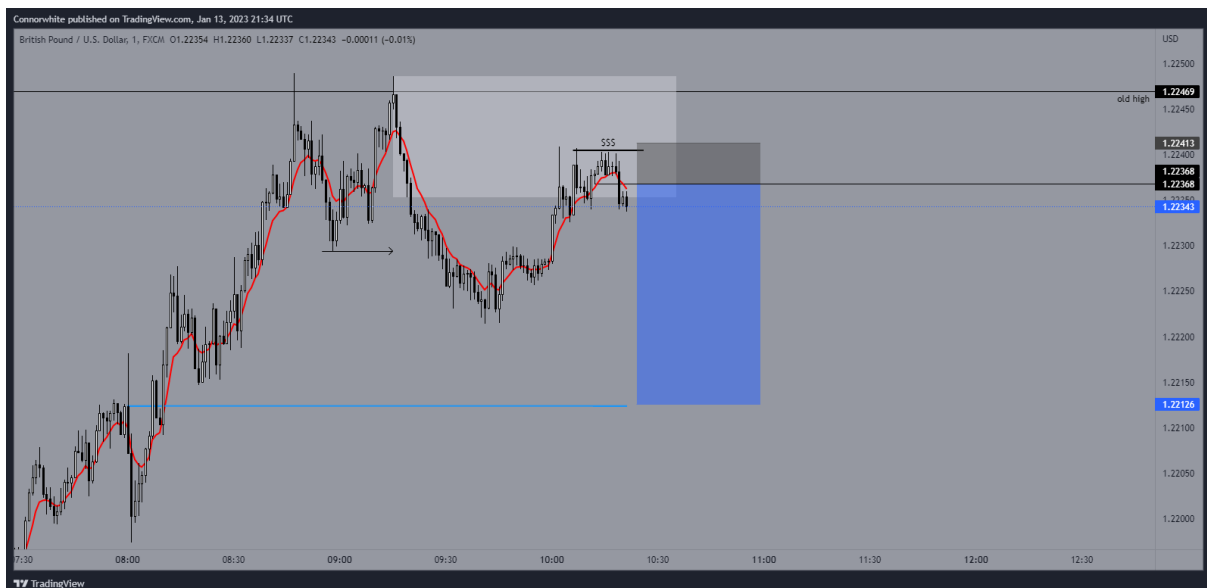 Connorwhite published on TradingView.com, Jan 13, 2023 21:34 UTC
British Pound / U.S. Dollar, 1, FXCM O1.22354 H1.22360 L1.22337 C1.22343 −0.00011 (−0.01%)
USD
1.22500
1.22469
old high
1.22450
1.22413
$$$
1.22400
1.22368
1.22368
1.22343
1.22300
1.22250
1.22200
1.22150
1.22126
1.22100
1.22050
1.22000
7:30 08:00 08:30 09:00 09:30 10:00 10:30 11:00 11:30 12:00 12:30
TradingView